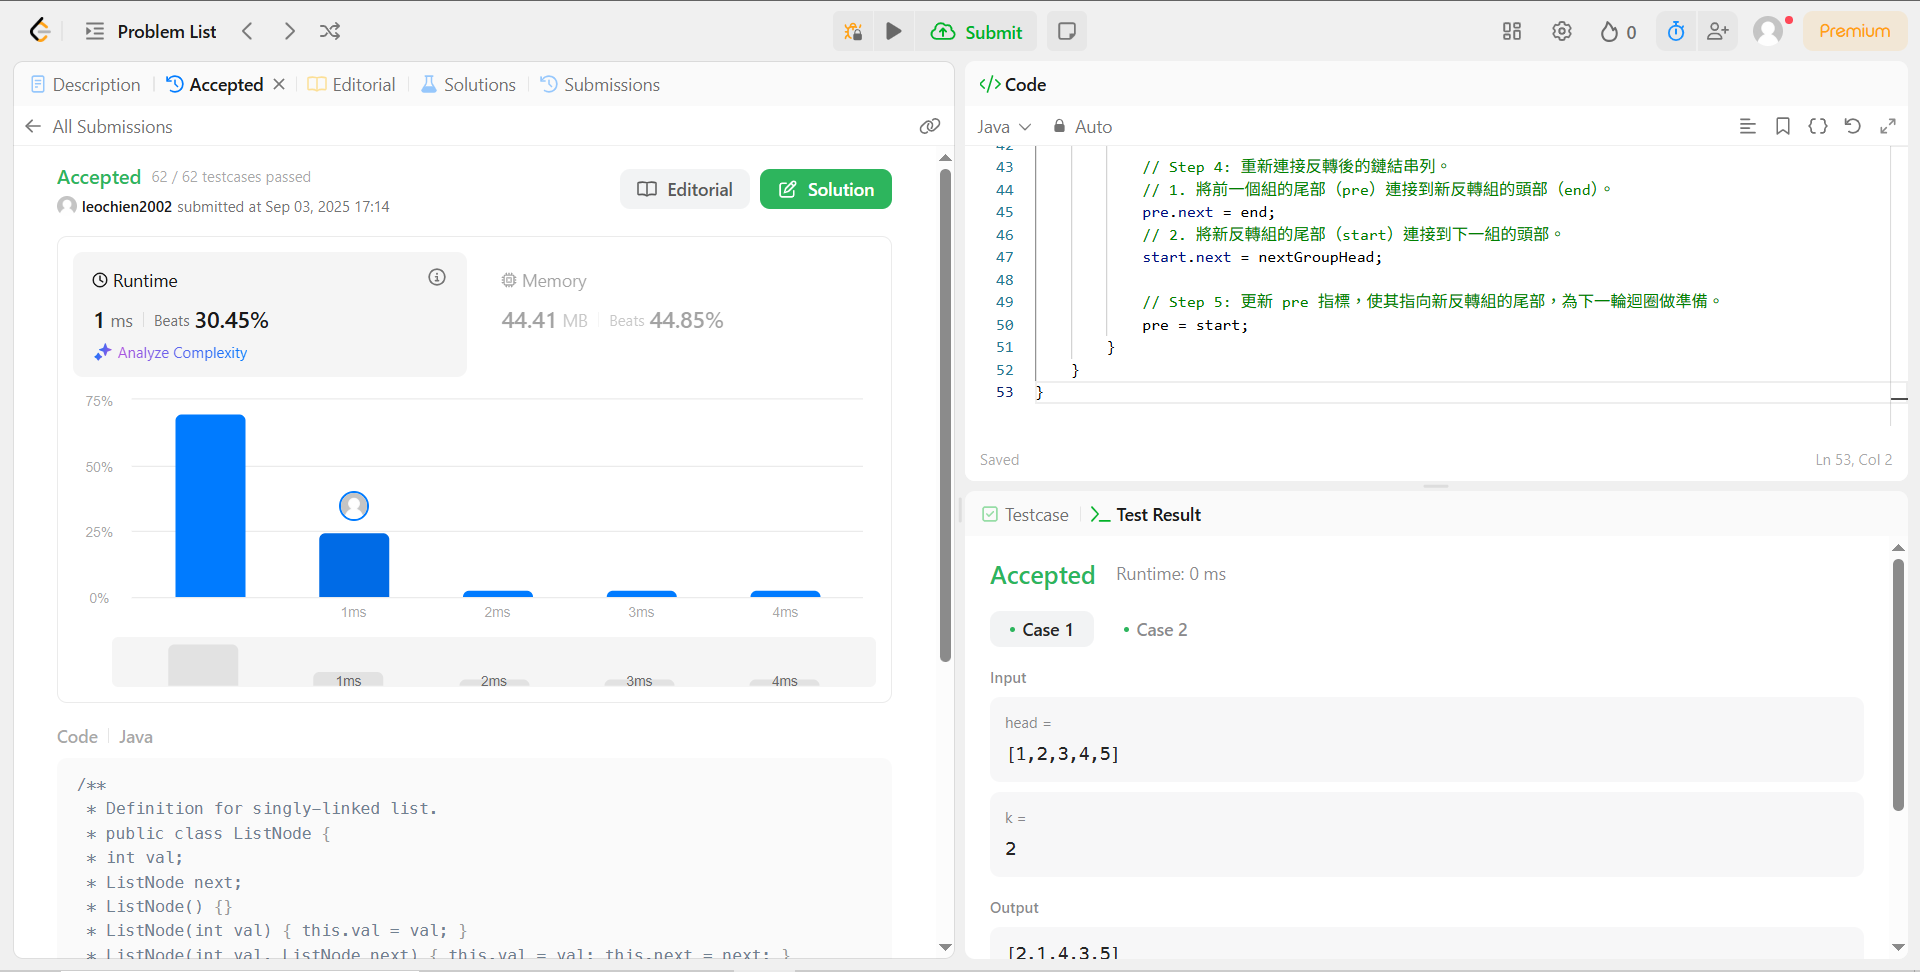 Problem List
Submit
0
Premium
Description
Accepted
Editorial
Solutions
Submissions
All Submissions
Accepted 62 / 62 testcases passed
leochien2002 submitted at Sep 03, 2025 17:14
Editorial
Solution
Runtime
1 ms Beats 30.45%
Analyze Complexity
Memory
44.41 MB Beats 44.85%
75%
50%
25%
0%
1ms
2ms
3ms
4ms
1ms
2ms
3ms
4ms
Code Java
/**
* Definition for singly-linked list.
* public class ListNode {
* int val;
* ListNode next;
* ListNode() {}
* ListNode(int val) { this.val = val; }
* ListNode(int val, ListNode next) { this.val = val; this.next = next; }
</> Code
Java Auto
42
43 // Step 4: 重新連接反轉後的鏈結串列。
44 // 1. 將前一個組的尾部（pre）連接到新反轉組的頭部（end）。
45 pre.next = end;
46 // 2. 將新反轉組的尾部（start）連接到下一組的頭部。
47 start.next = nextGroupHead;
48
49 // Step 5: 更新 pre 指標，使其指向新反轉組的尾部，為下一輪迴圈做準備。
50 pre = start;
51 }
52 }
53 }
Saved
Ln 53, Col 2
Testcase
Test Result
Accepted Runtime: 0 ms
Case 1
Case 2
Input
head =
[1,2,3,4,5]
k =
2
Output
[2,1,4,3,5]